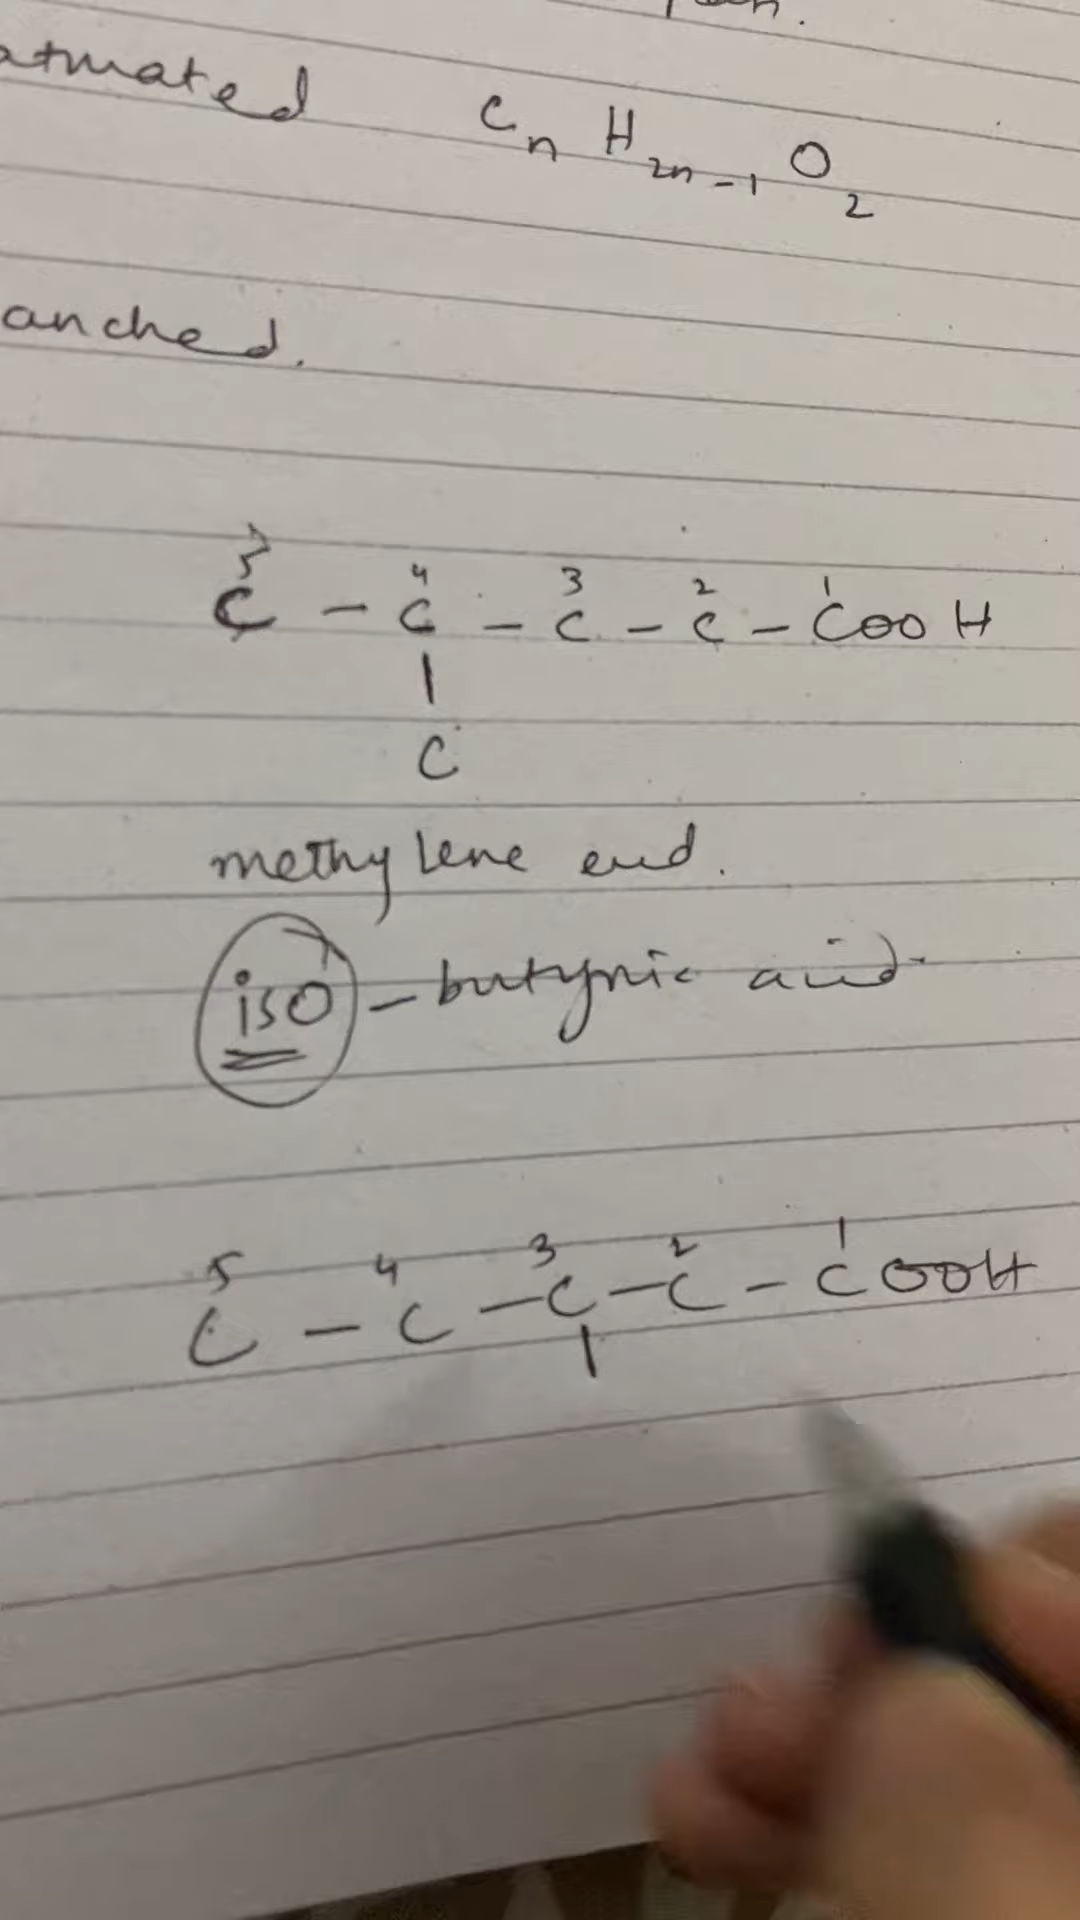 atmated CnH2n-1O2
anched.
5 4 3 2 1
C - C - C - C - COOH
|
C
methylene end.
iso - butyric acid
5 4 3 2 1
C - C - C - C - COOH
|